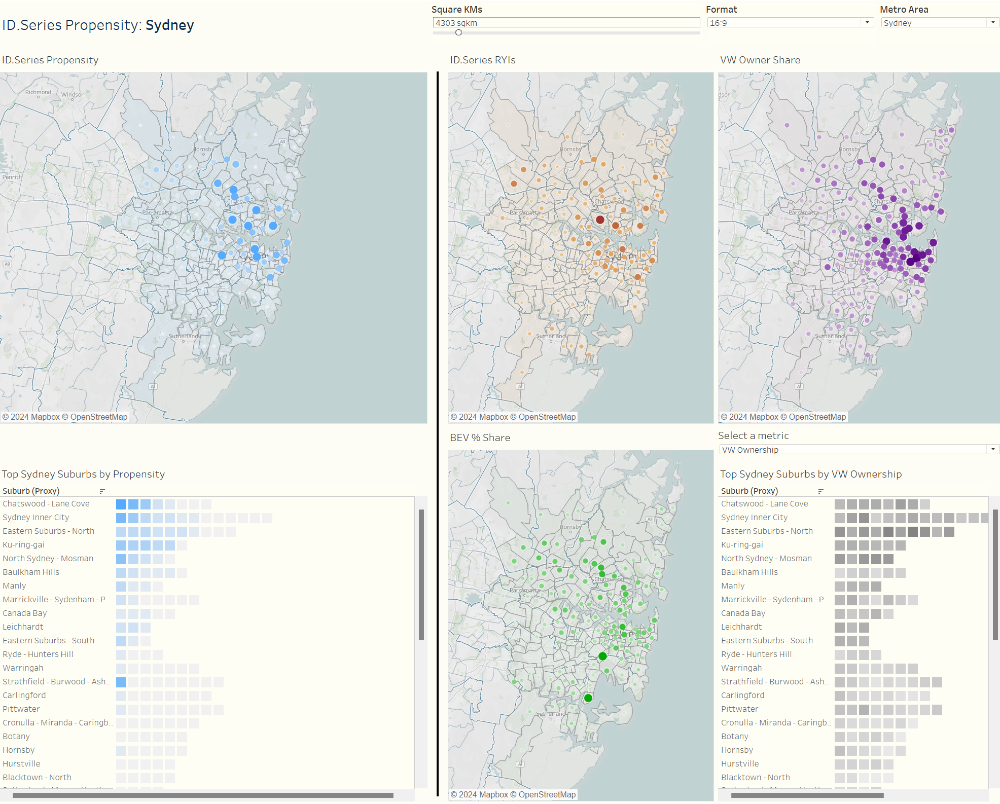 ID.Series Propensity: Sydney
Square KMs
4303 sqkm
Format
16:9
Metro Area
Sydney
ID.Series Propensity
Richmond
Windsor
A3
Hornsby
Penrith
Chatswood
Parramatta
A9
Sydney
Sutherland
A1
© 2024 Mapbox © OpenStreetMap
ID.Series RYIs
A3
Hornsby
Chatswood
Parramatta
Sydney
Sutherland
A1
© 2024 Mapbox © OpenStreetMap
VW Owner Share
dsor
A3
Hornsby
Chatswood
Parramatta
Sutherland
A1
© 2024 Mapbox © OpenStreetMap
BEV % Share
A3
Hornsby
Chatswood
Parramatta
Sydney
Sutherland
A1
© 2024 Mapbox © OpenStreetMap
Select a metric
VW Ownership
Top Sydney Suburbs by Propensity
Suburb (Proxy)
Chatswood - Lane Cove
Sydney Inner City
Eastern Suburbs - North
Ku-ring-gai
North Sydney - Mosman
Baulkham Hills
Manly
Marrickville - Sydenham - P..
Canada Bay
Leichhardt
Eastern Suburbs - South
Ryde - Hunters Hill
Warringah
Strathfield - Burwood - Ash..
Carlingford
Pittwater
Cronulla - Miranda - Caringb..
Botany
Hornsby
Hurstville
Blacktown - North
Top Sydney Suburbs by VW Ownership
Suburb (Proxy)
Chatswood - Lane Cove
Sydney Inner City
Eastern Suburbs - North
Ku-ring-gai
North Sydney - Mosman
Baulkham Hills
Manly
Marrickville - Sydenham - P..
Canada Bay
Leichhardt
Eastern Suburbs - South
Ryde - Hunters Hill
Warringah
Strathfield - Burwood - Ash..
Carlingford
Pittwater
Cronulla - Miranda - Caringb..
Botany
Hornsby
Hurstville
Blacktown - North